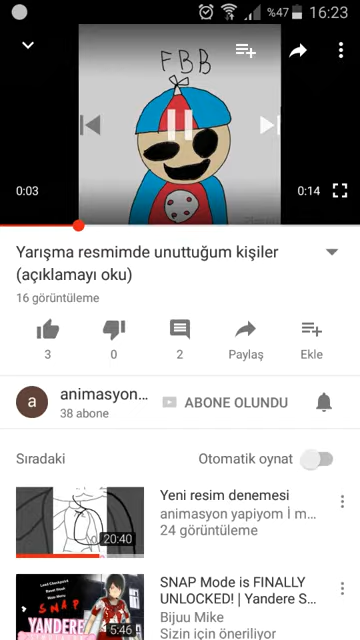 %47 16:23
FBB
0:03
0:14
Yarışma resmimde unuttuğum kişiler
(açıklamayı oku)
16 görüntüleme
3
0
2
Paylaş
Ekle
a
animasyon...
38 abone
ABONE OLUNDU
Sıradaki
Otomatik oynat
20:40
Yeni resim denemesi
animasyon yapiyom İ m...
24 görüntüleme
SNAP
YANDERE
5:46
SNAP Mode is FINALLY
UNLOCKED! | Yandere S...
Bijuu Mike
Sizin için öneriliyor